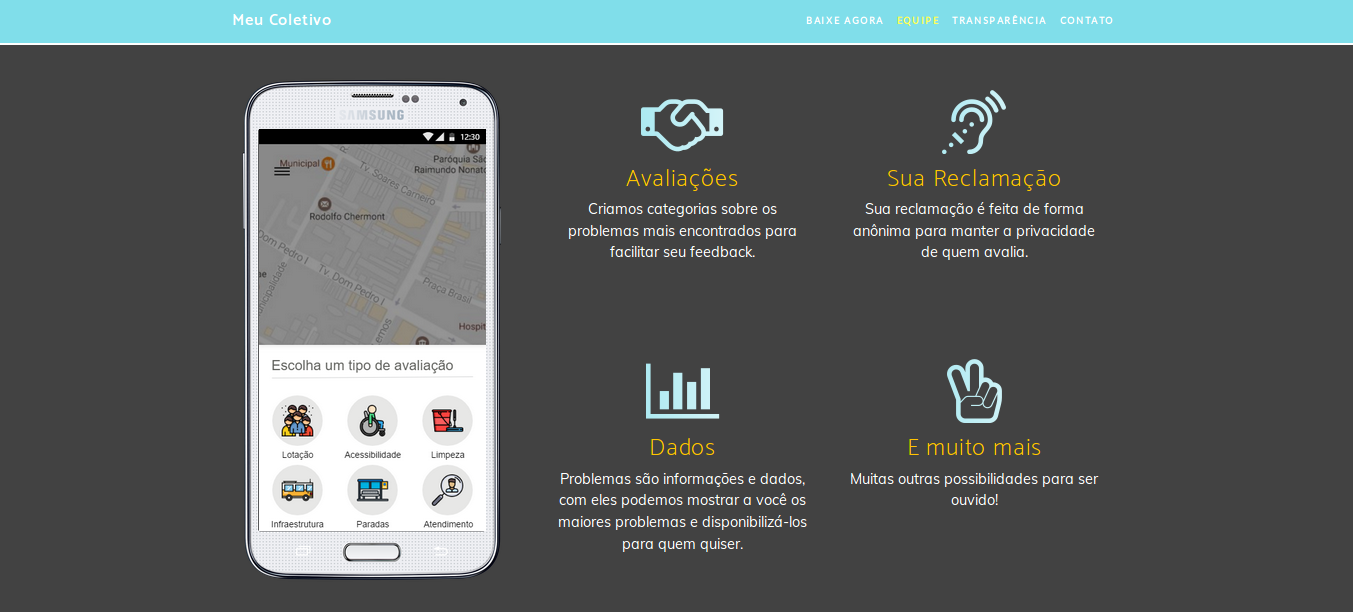 Meu Coletivo
BAIXE AGORA EQUIPE TRANSPARÊNCIA CONTATO
SAMSUNG
12:30
Municipal
Paróquia São
Raimundo Nonato
Tv. Soares Carneiro
Rodolfo Chermont
Dom Pedro I
Tv. Dom Pedro I
Praça Brasil
Hospit
Escolha um tipo de avaliação
Lotação Acessibilidade Limpeza
Infraestrutura Paradas Atendimento
Avaliações
Criamos categorias sobre os
problemas mais encontrados para
facilitar seu feedback.
Sua Reclamação
Sua reclamação é feita de forma
anônima para manter a privacidade
de quem avalia.
Dados
Problemas são informações e dados,
com eles podemos mostrar a você os
maiores problemas e disponibilizá-los
para quem quiser.
E muito mais
Muitas outras possibilidades para ser
ouvido!